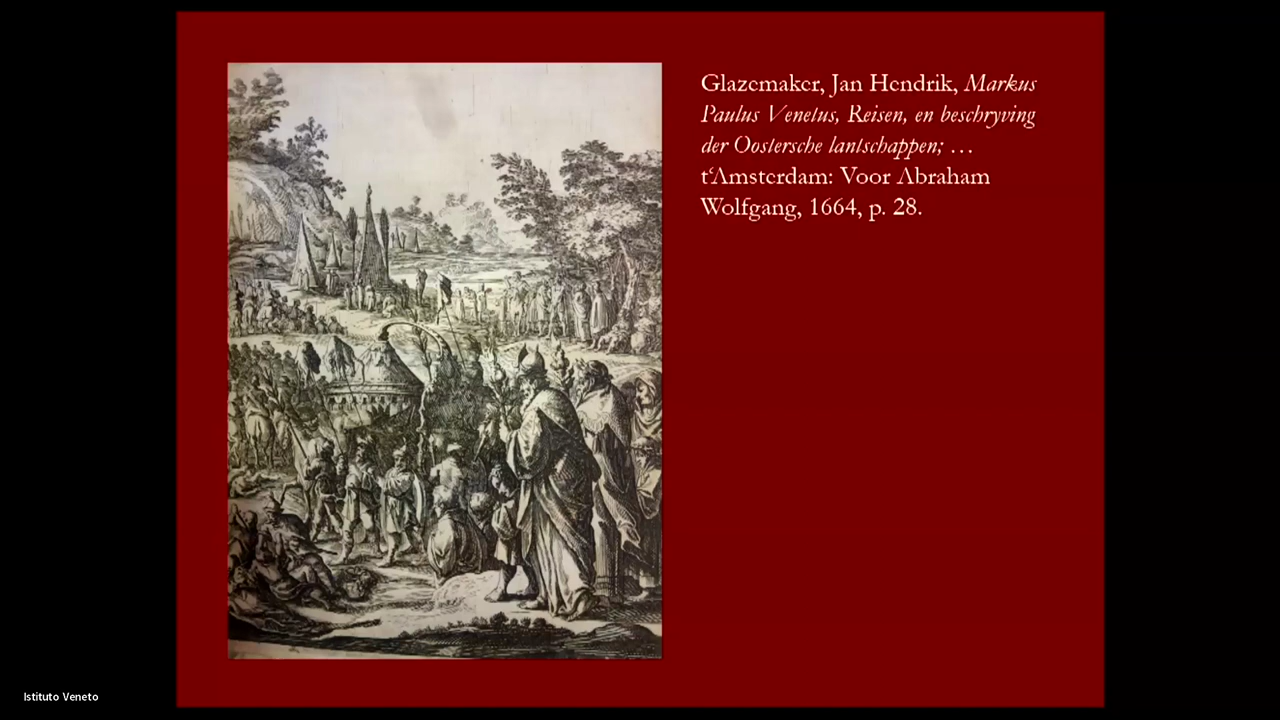 Glazemaker, Jan Hendrik, Markus
Paulus Venetus, Reisen, en beschryving
der Oostersche lantschappen; …
t‘Amsterdam: Voor Abraham
Wolfgang, 1664, p. 28.
Istituto Veneto